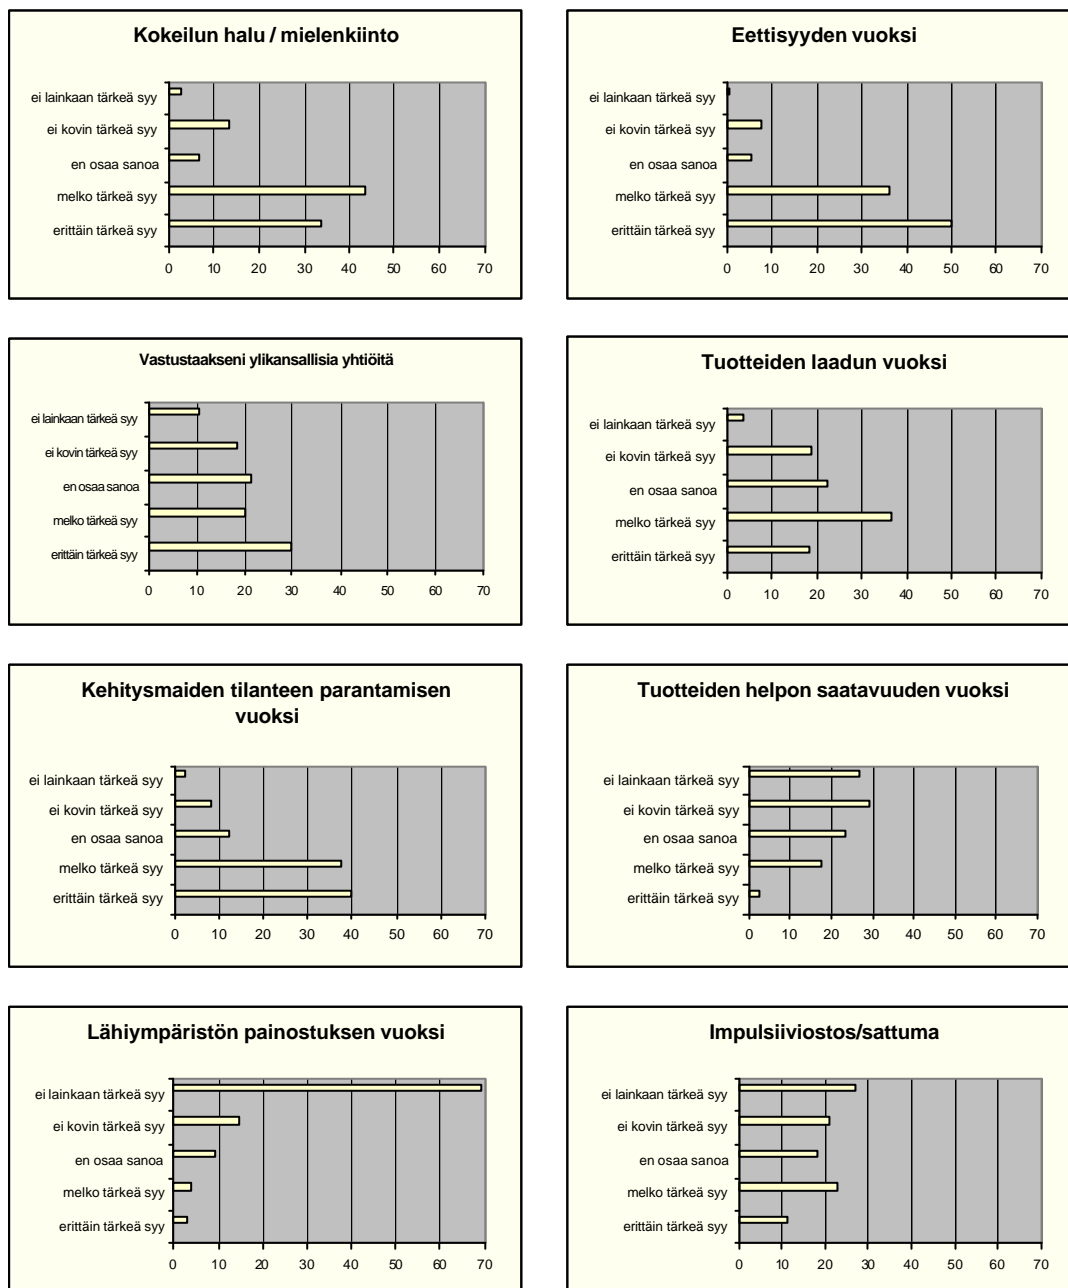 Kokeilun halu / mielenkiinto
ei lainkaan tärkeä syy
ei kovin tärkeä syy
en osaa sanoa
melko tärkeä syy
erittäin tärkeä syy
0 10 20 30 40 50 60 70
Eettisyyden vuoksi
ei lainkaan tärkeä syy
ei kovin tärkeä syy
en osaa sanoa
melko tärkeä syy
erittäin tärkeä syy
0 10 20 30 40 50 60 70
Vastustaakseni ylikansallisia yhtiöitä
ei lainkaan tärkeä syy
ei kovin tärkeä syy
en osaa sanoa
melko tärkeä syy
erittäin tärkeä syy
0 10 20 30 40 50 60 70
Tuotteiden laadun vuoksi
ei lainkaan tärkeä syy
ei kovin tärkeä syy
en osaa sanoa
melko tärkeä syy
erittäin tärkeä syy
0 10 20 30 40 50 60 70
Kehitysmaiden tilanteen parantamisen
vuoksi
ei lainkaan tärkeä syy
ei kovin tärkeä syy
en osaa sanoa
melko tärkeä syy
erittäin tärkeä syy
0 10 20 30 40 50 60 70
Tuotteiden helpon saatavuuden vuoksi
ei lainkaan tärkeä syy
ei kovin tärkeä syy
en osaa sanoa
melko tärkeä syy
erittäin tärkeä syy
0 10 20 30 40 50 60 70
Lähiympäristön painostuksen vuoksi
ei lainkaan tärkeä syy
ei kovin tärkeä syy
en osaa sanoa
melko tärkeä syy
erittäin tärkeä syy
0 10 20 30 40 50 60 70
Impulsiiviostos/sattuma
ei lainkaan tärkeä syy
ei kovin tärkeä syy
en osaa sanoa
melko tärkeä syy
erittäin tärkeä syy
0 10 20 30 40 50 60 70